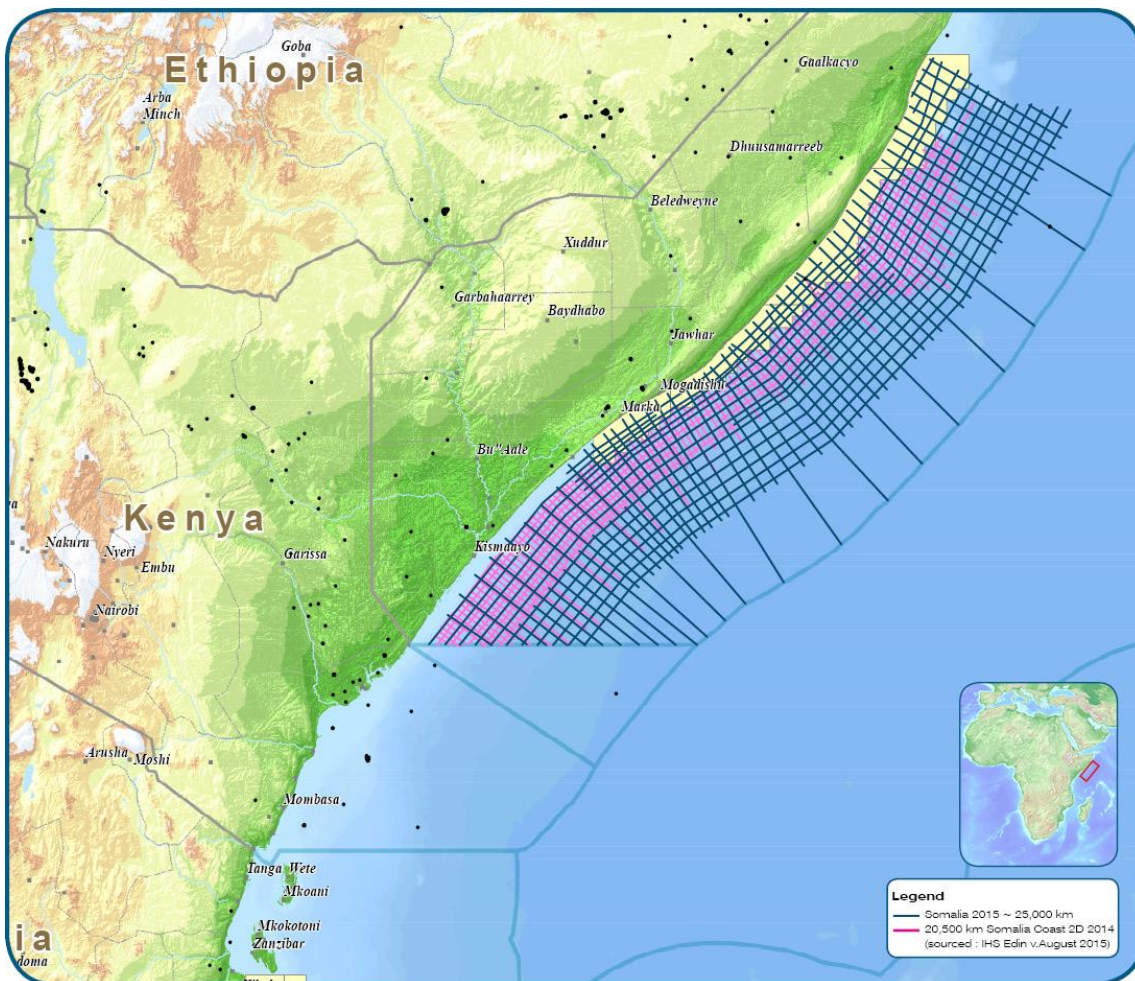 Goba
Ethiopia
Gaalkacyo
Arba
Minch
Dhuusamarreeb
Beledweyne
Xuddur
Garbahaarrey
Baydhabo
Jawhar
Mogadishu
Marka
Bu"Aale
Kenya
Kismaayo
Nakuru
Nyeri
Garissa
Embu
Nairobi
Arusha
Moshi
Mombasa
Tanga Wete
Mkoani
Mkokotoni
Zanzibar
ia
doma
Legend
Somalia 2015 ~ 25,000 km
20,500 km Somalia Coast 2D 2014
(sourced : IHS Edin v.August 2015)